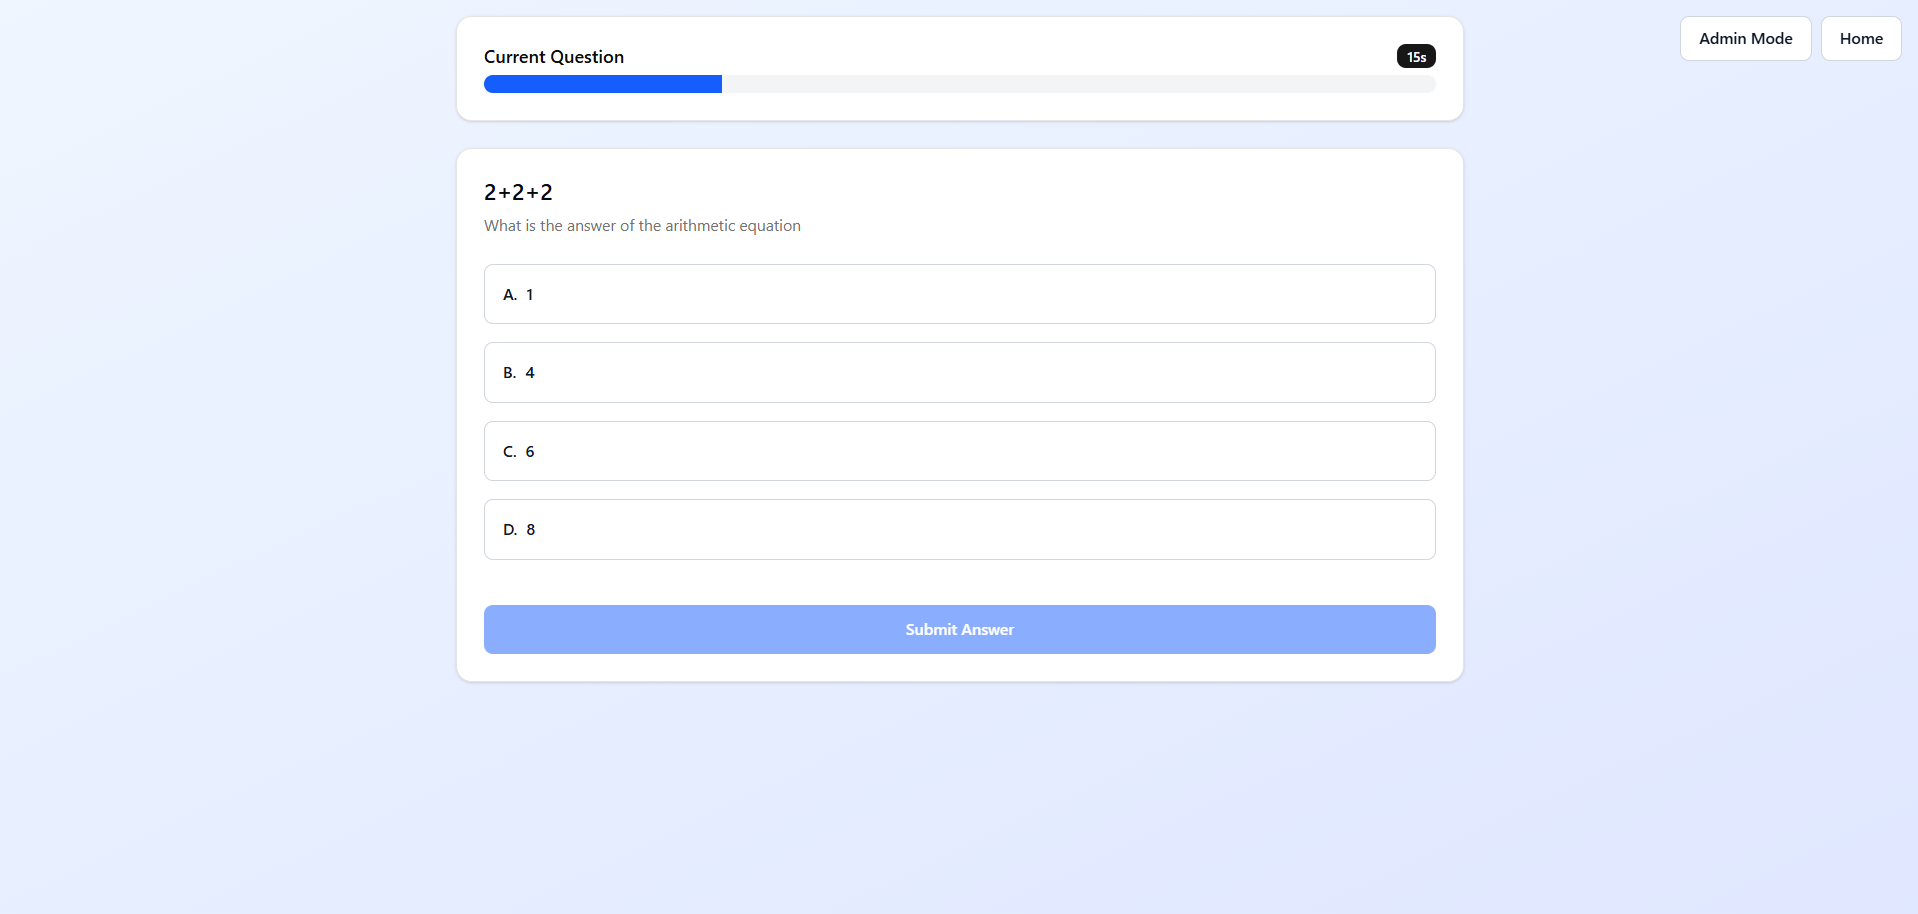 Current Question
15s
Admin Mode
Home
2+2+2
What is the answer of the arithmetic equation
A. 1
B. 4
C. 6
D. 8
Submit Answer